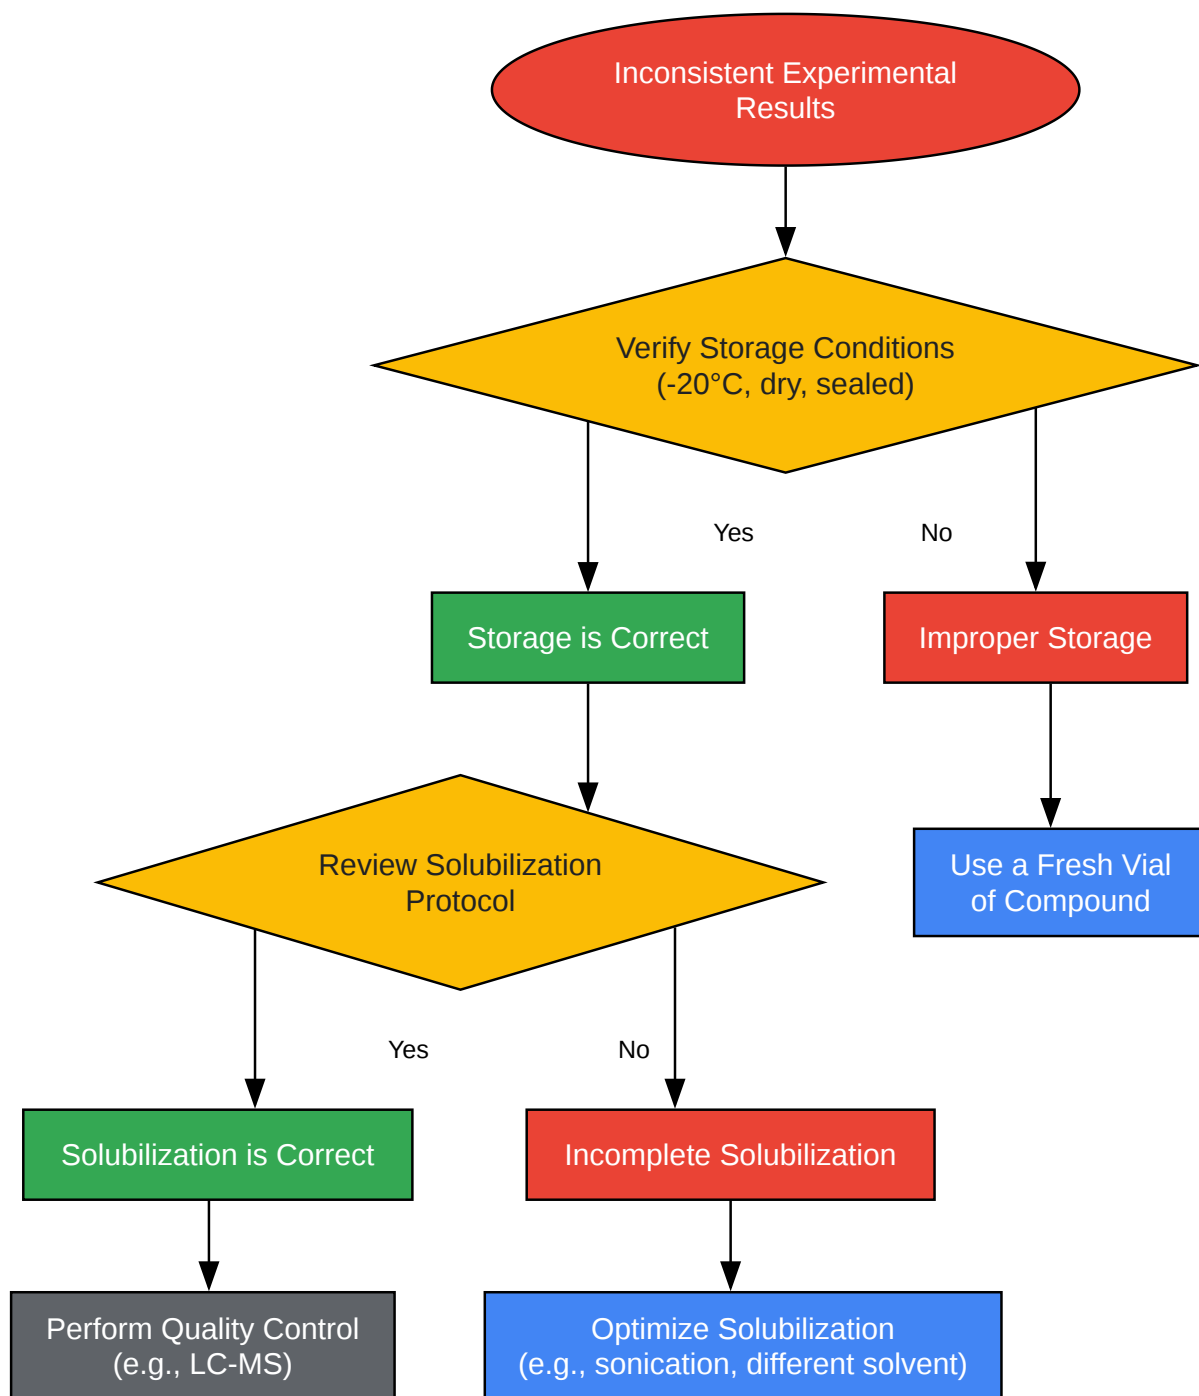 Inconsistent Experimental
Results
Verify Storage Conditions
(-20°C, dry, sealed)
Yes
No
Storage is Correct
Improper Storage
Review Solubilization
Protocol
Use a Fresh Vial
of Compound
Yes
No
Solubilization is Correct
Incomplete Solubilization
Perform Quality Control
(e.g., LC-MS)
Optimize Solubilization
(e.g., sonication, different solvent)